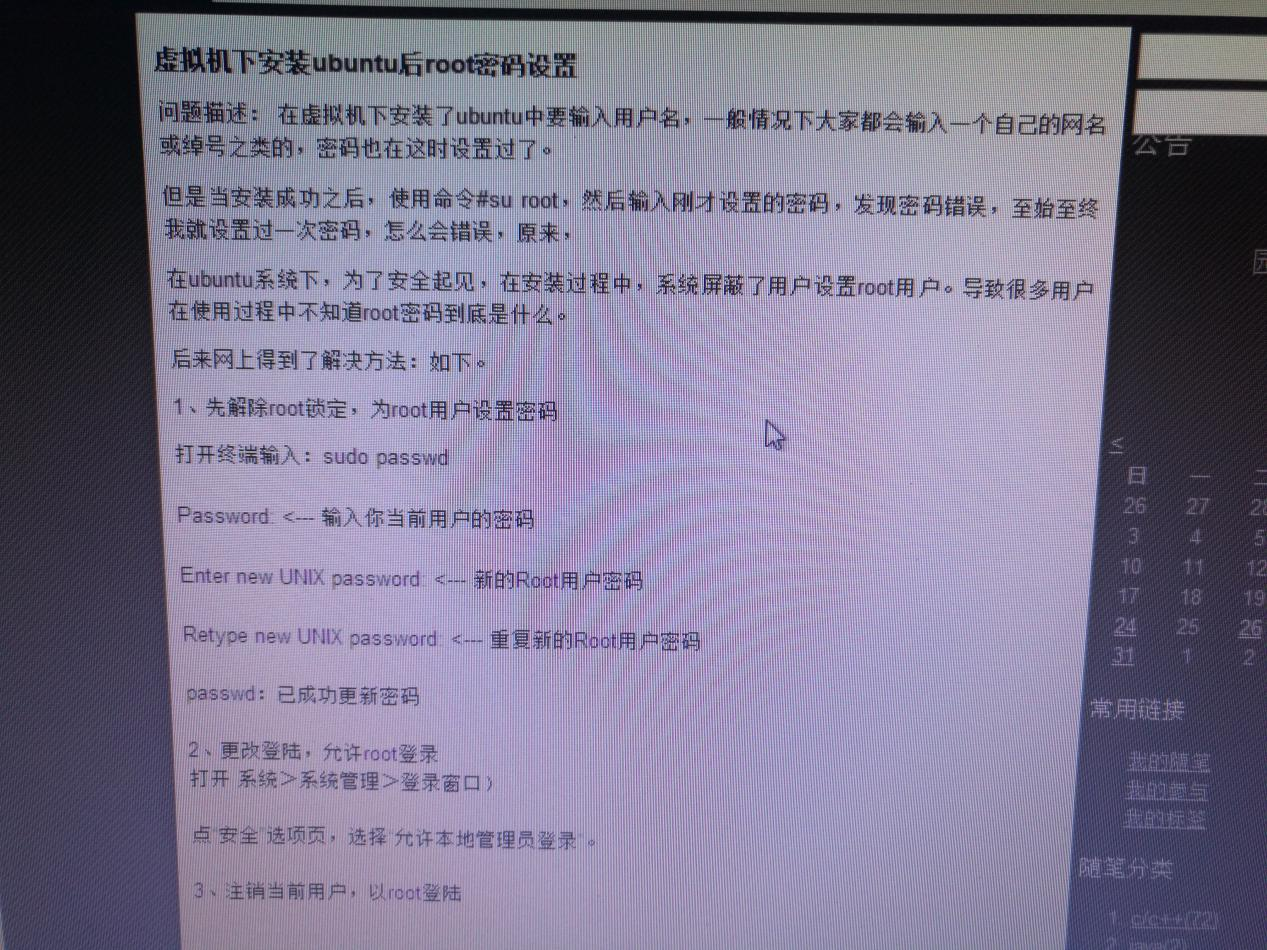 虚拟机下安装ubuntu后root密码设置
问题描述： 在虚拟机下安装了ubuntu中要输入用户名，一般情况下大家都会输入一个自己的网名
或绰号之类的，密码也在这时设置过了。
但是当安装成功之后，使用命令#su root，然后输入刚才设置的密码，发现密码错误，至始至终
我就设置过一次密码，怎么会错误，原来，
在ubuntu系统下，为了安全起见，在安装过程中，系统屏蔽了用户设置root用户。导致很多用户
在使用过程中不知道root密码到底是什么。
后来网上得到了解决方法：如下。
1、先解除root锁定，为root用户设置密码
打开终端输入：sudo passwd
Password: <--- 输入你当前用户的密码
Enter new UNIX password: <--- 新的Root用户密码
Retype new UNIX password: <--- 重复新的Root用户密码
passwd：已成功更新密码
2、更改登陆，允许root登录
打开 系统＞系统管理＞登录窗口）
点"安全"选项页，选择"允许本地管理员登录"。
3、注销当前用户，以root登陆
公告
<
日 一 二
26 27 28
3 4 5
10 11 12
17 18 19
24 25 26
31 1 2
常用链接
我的随笔
我的参与
我的标签
随笔分类
1. c/c++(72)